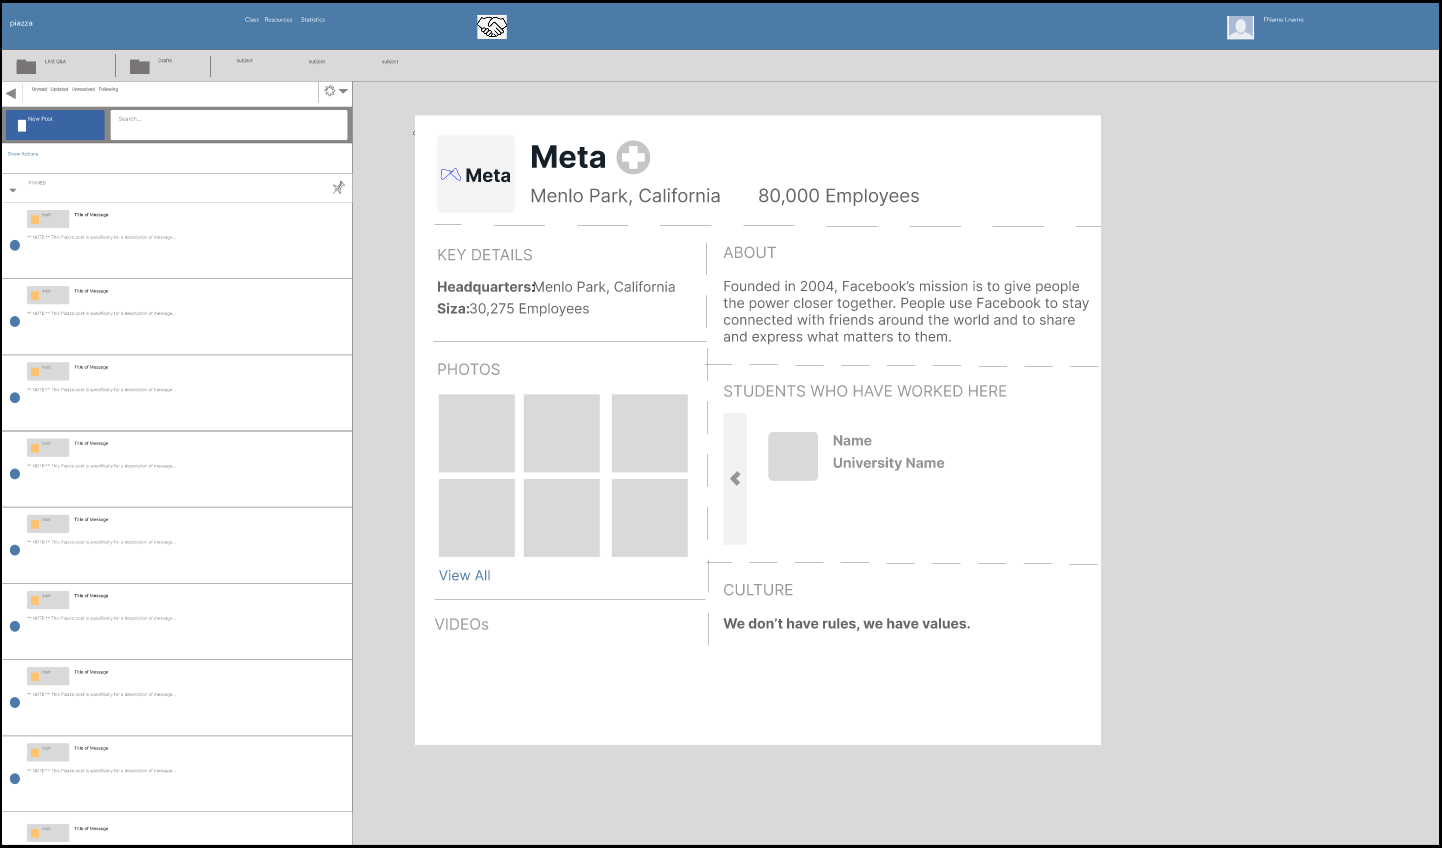 piazza
Class Resources Statistics
FName Lname
LIVE Q&A
Drafts
subject
subject
subject
Unread Updated Unresolved Following
New Post
Search...
Show Actions
PINNED
Instr
Title of Message
** NOTE:** This Piazza post is specifically for a description of message...
Instr
Title of Message
** NOTE:** This Piazza post is specifically for a description of message...
Instr
Title of Message
** NOTE:** This Piazza post is specifically for a description of message...
Instr
Title of Message
** NOTE:** This Piazza post is specifically for a description of message...
Instr
Title of Message
** NOTE:** This Piazza post is specifically for a description of message...
Instr
Title of Message
** NOTE:** This Piazza post is specifically for a description of message...
Instr
Title of Message
** NOTE:** This Piazza post is specifically for a description of message...
Instr
Title of Message
** NOTE:** This Piazza post is specifically for a description of message...
Instr
Title of Message
Meta
Meta
Menlo Park, California
80,000 Employees
KEY DETAILS
Headquarters:Menlo Park, California
Siza:30,275 Employees
PHOTOS
View All
VIDEOs
ABOUT
Founded in 2004, Facebook's mission is to give people
the power closer together. People use Facebook to stay
connected with friends around the world and to share
and express what matters to them.
STUDENTS WHO HAVE WORKED HERE
Name
University Name
CULTURE
We don't have rules, we have values.